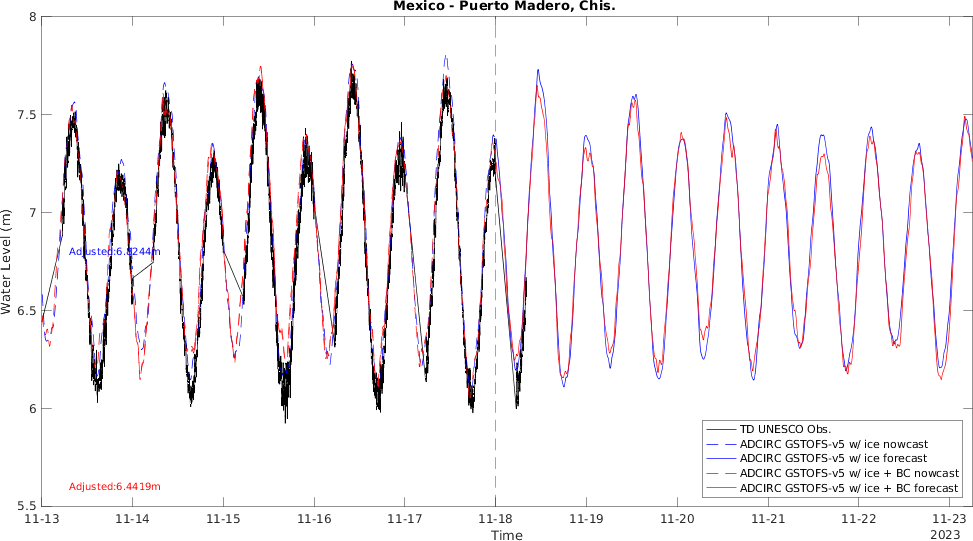 Mexico - Puerto Madero, Chis.
8
7.5
7
6.5
6
5.5
Water Level (m)
Adjusted:6.8244m
Adjusted:6.4419m
TD UNESCO Obs.
ADCIRC GSTOFS-v5 w/ ice nowcast
ADCIRC GSTOFS-v5 w/ ice forecast
ADCIRC GSTOFS-v5 w/ ice + BC nowcast
ADCIRC GSTOFS-v5 w/ ice + BC forecast
11-13 11-14 11-15 11-16 11-17 11-18 11-19 11-20 11-21 11-22 11-23
Time
2023